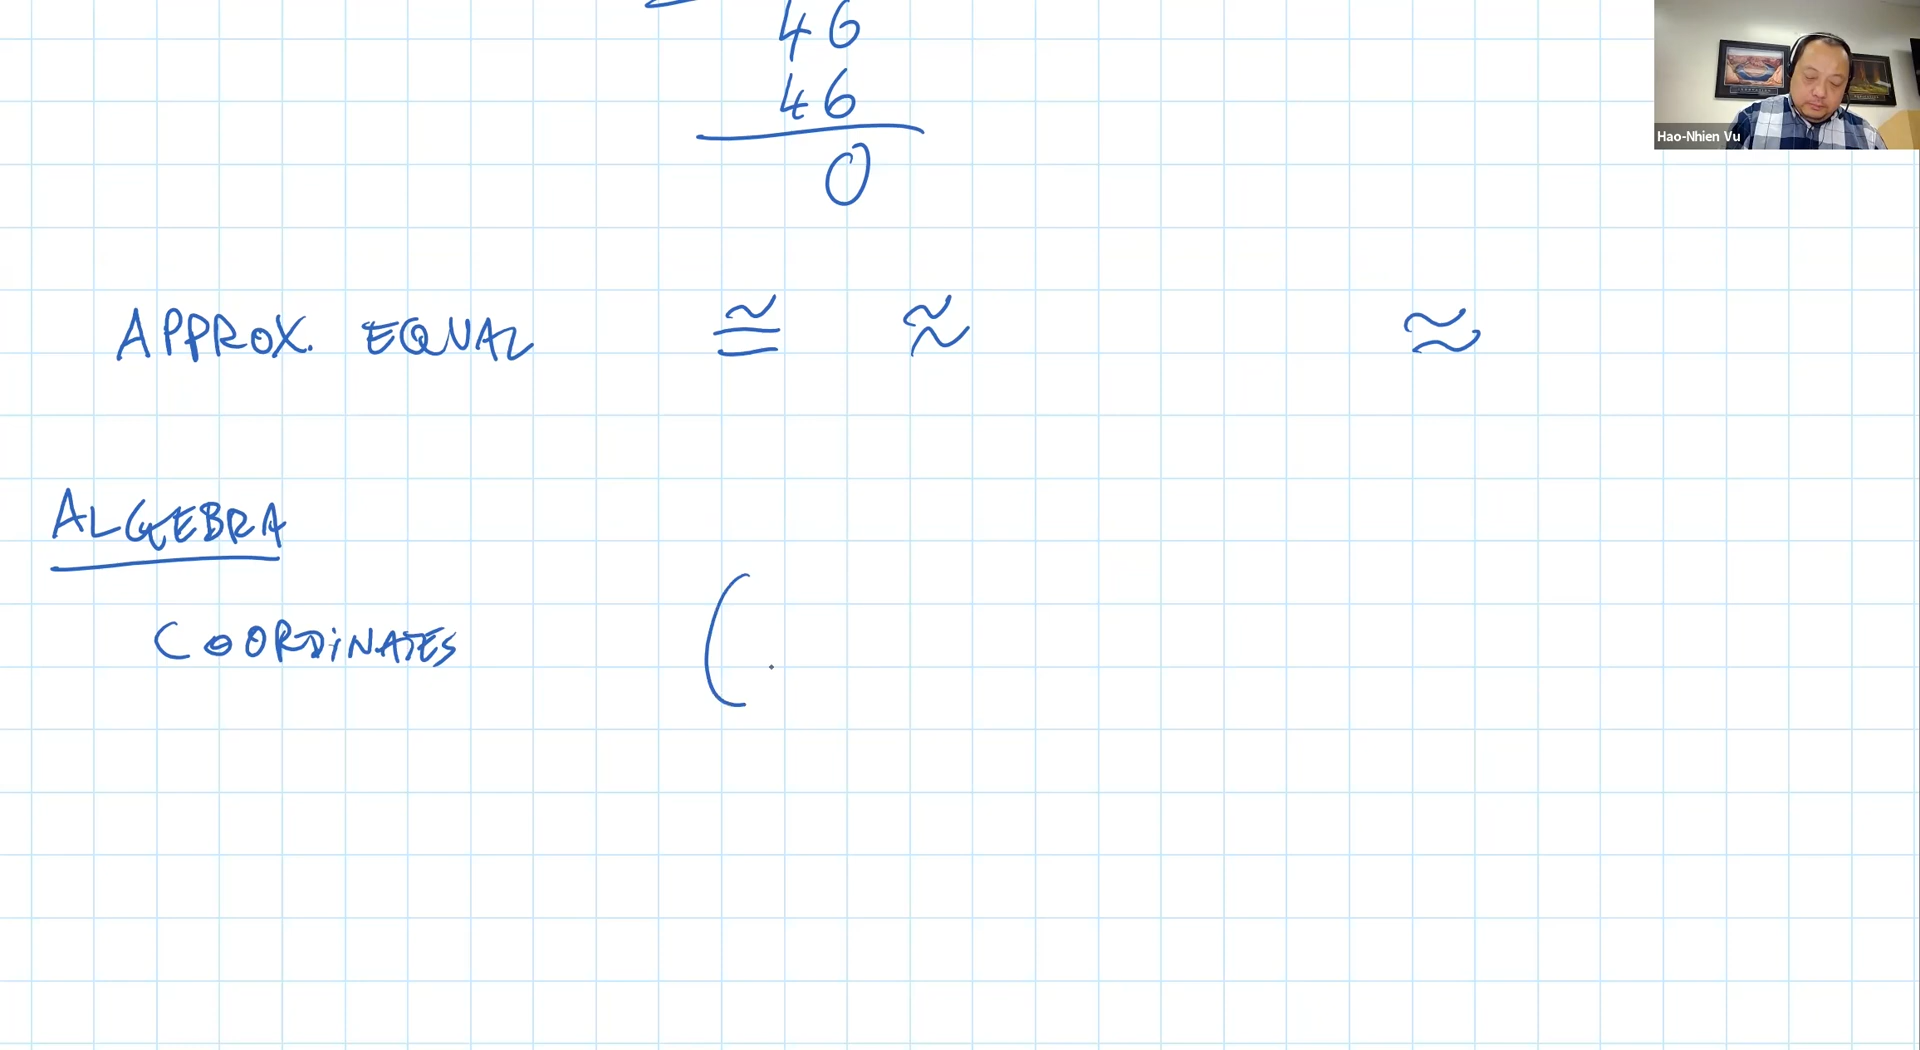 46
46
0
Hao-Nhien Vu
APPROX. EQUAL ≅ ≈ ≈
ALGEBRA
COORDINATES (